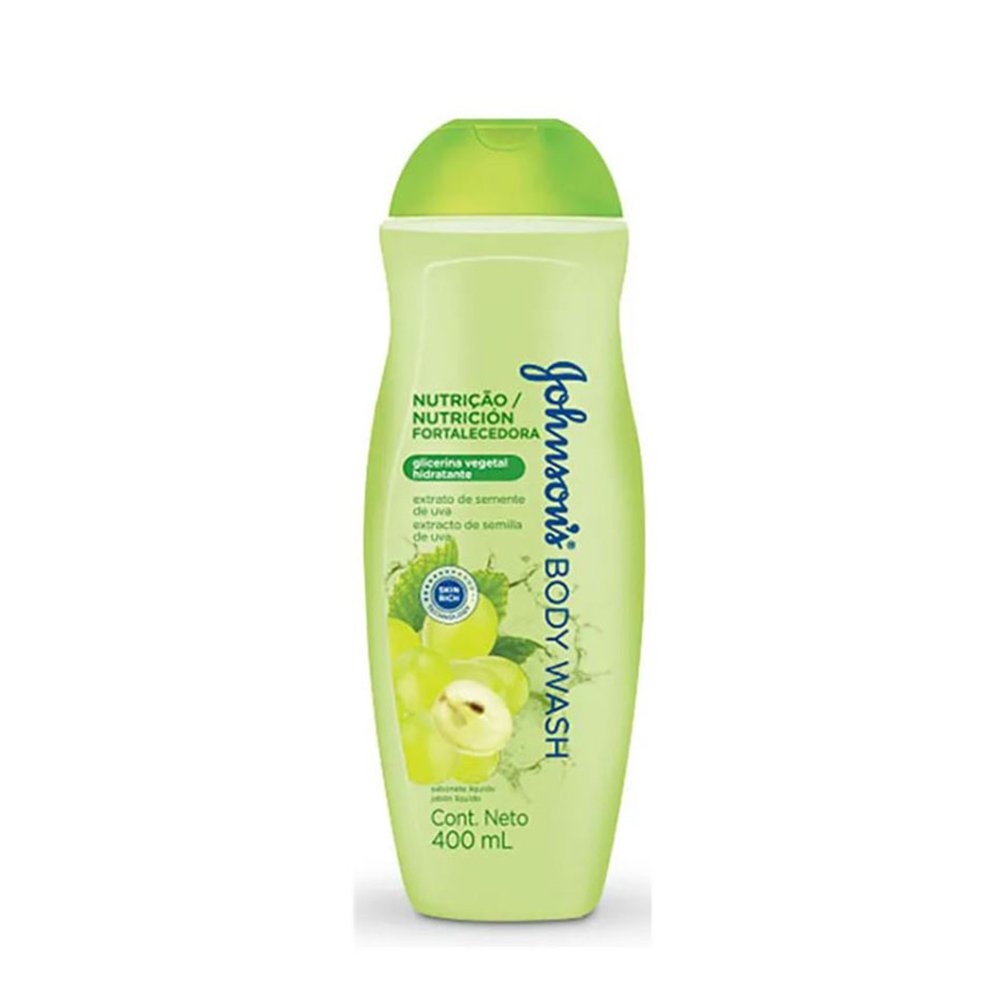 NUTRIÇÃO /
NUTRICIÓN
FORTALECEDORA
glicerina vegetal
hidratante
extrato de semente
de uva
extracto de semilla
de uva
SKIN
RICH
TECHNOLOGY
Johnson's® BODY WASH
sabonete líquido
jabón líquido
Cont. Neto
400 mL